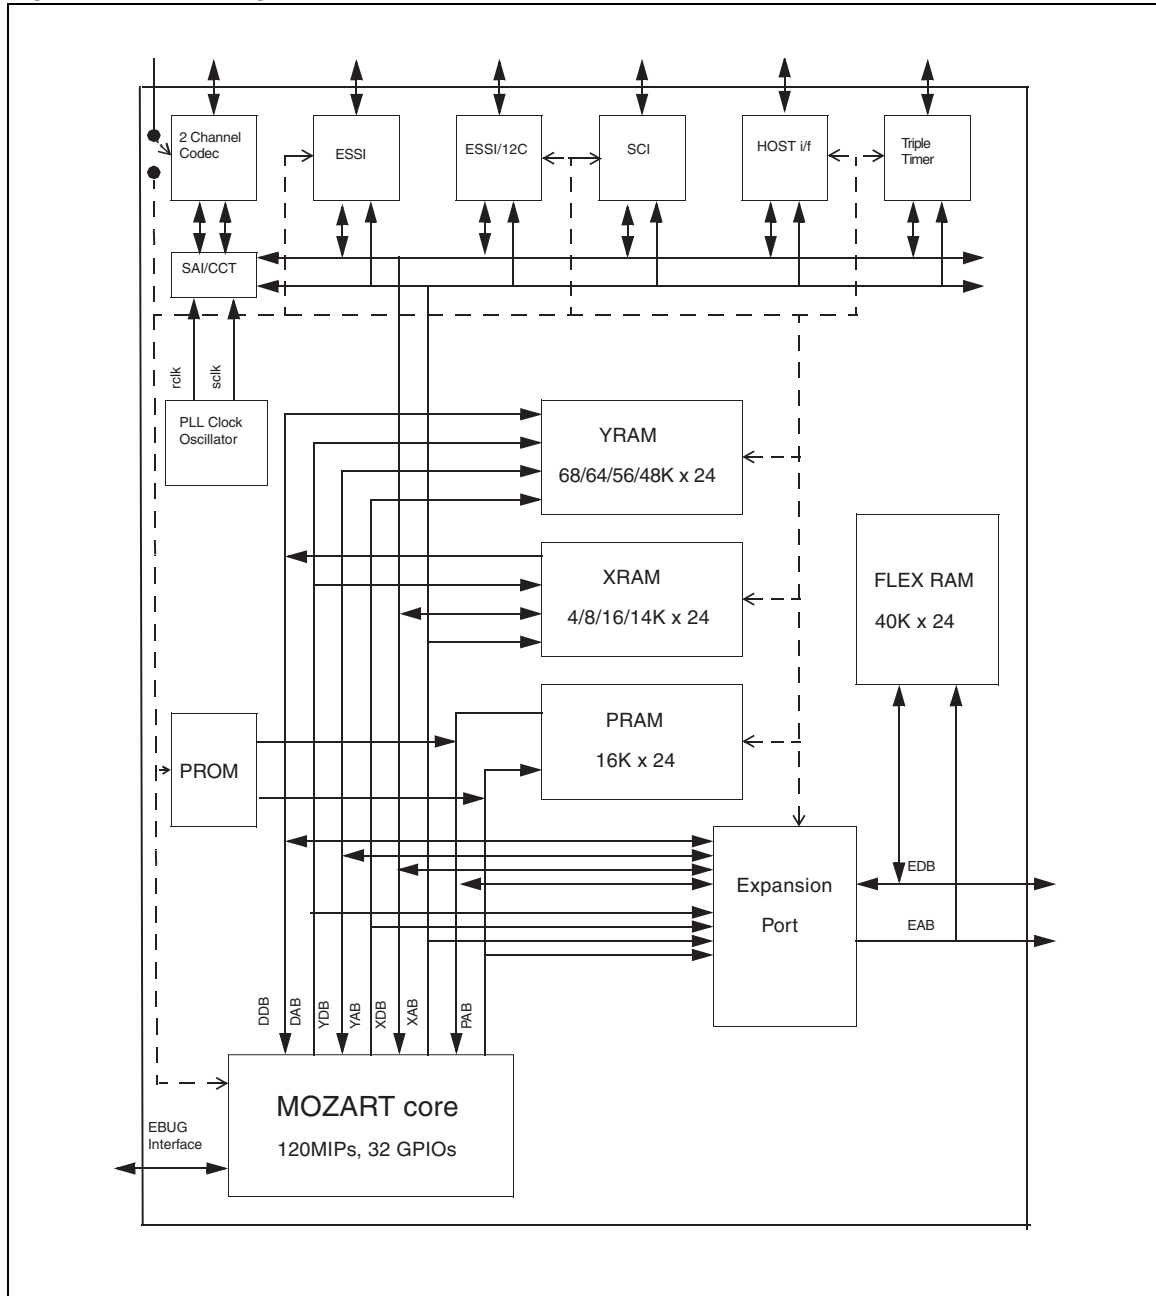 2 Channel
Codec
ESSI
ESSI/12C
SCI
HOST i/f
Triple
Timer
SAI/CCT
rclk
sclk
PLL Clock
Oscillator
YRAM
68/64/56/48K x 24
XRAM
4/8/16/14K x 24
FLEX RAM
40K x 24
PRAM
16K x 24
PROM
Expansion
Port
EDB
EAB
DDB
DAB
YDB
YAB
XDB
XAB
PAB
MOZART core
120MIPs, 32 GPIOs
EBUG
Interface